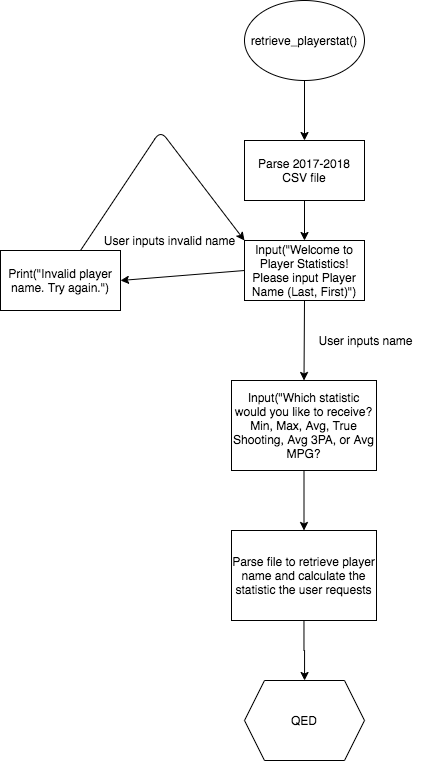 retrieve_playerstat()
Parse 2017-2018
CSV file
User inputs invalid name
Input("Welcome to
Player Statistics!
Please input Player
Name (Last, First)")
Print("Invalid player
name. Try again.")
User inputs name
Input("Which statistic
would you like to receive?
Min, Max, Avg, True
Shooting, Avg 3PA, or Avg
MPG?
Parse file to retrieve player
name and calculate the
statistic the user requests
QED